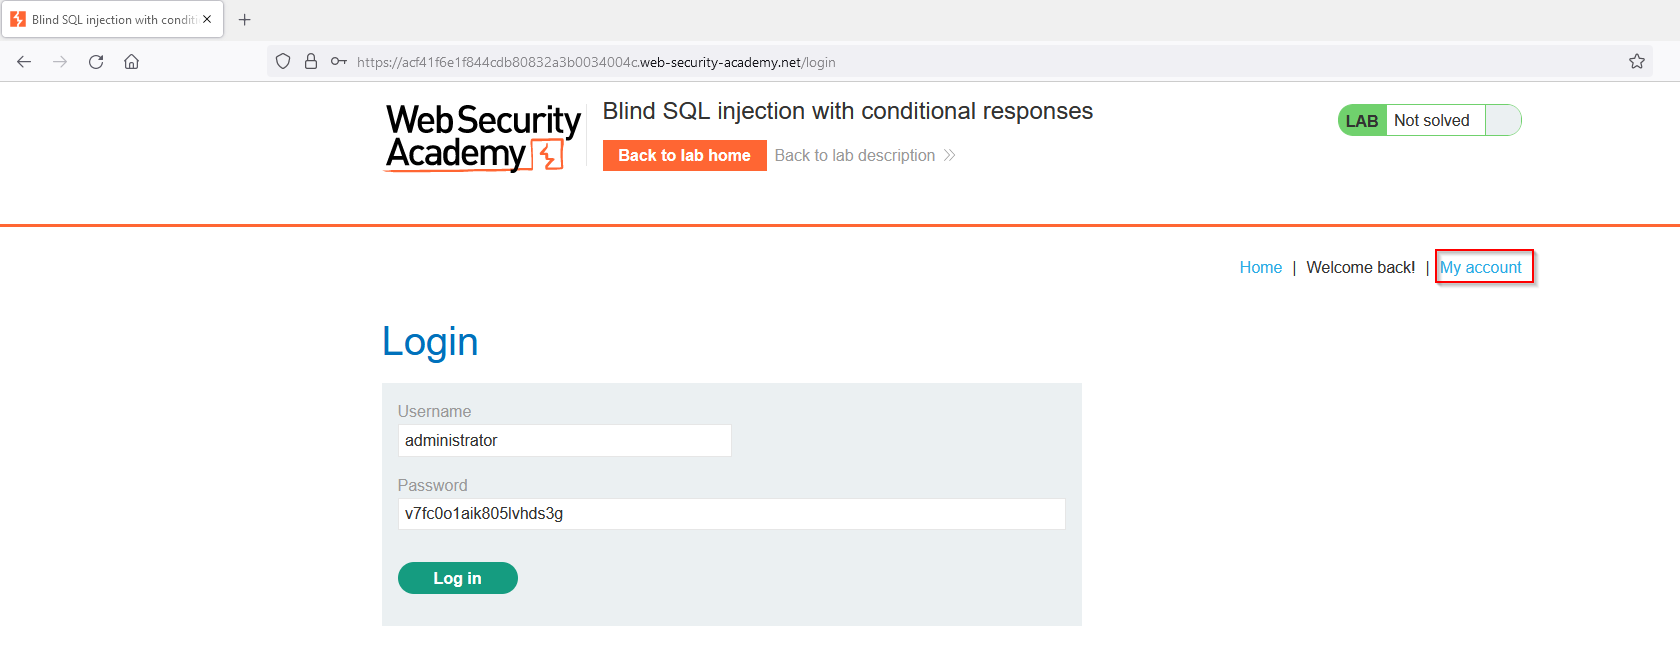 Blind SQL injection with condit
https://acf41f6e1f844cdb80832a3b0034004c.web-security-academy.net/login
Web Security
Academy
Blind SQL injection with conditional responses
Back to lab home
Back to lab description
LAB Not solved
Home | Welcome back! | My account
Login
Username
administrator
Password
v7fc0o1aik805lvhds3g
Log in